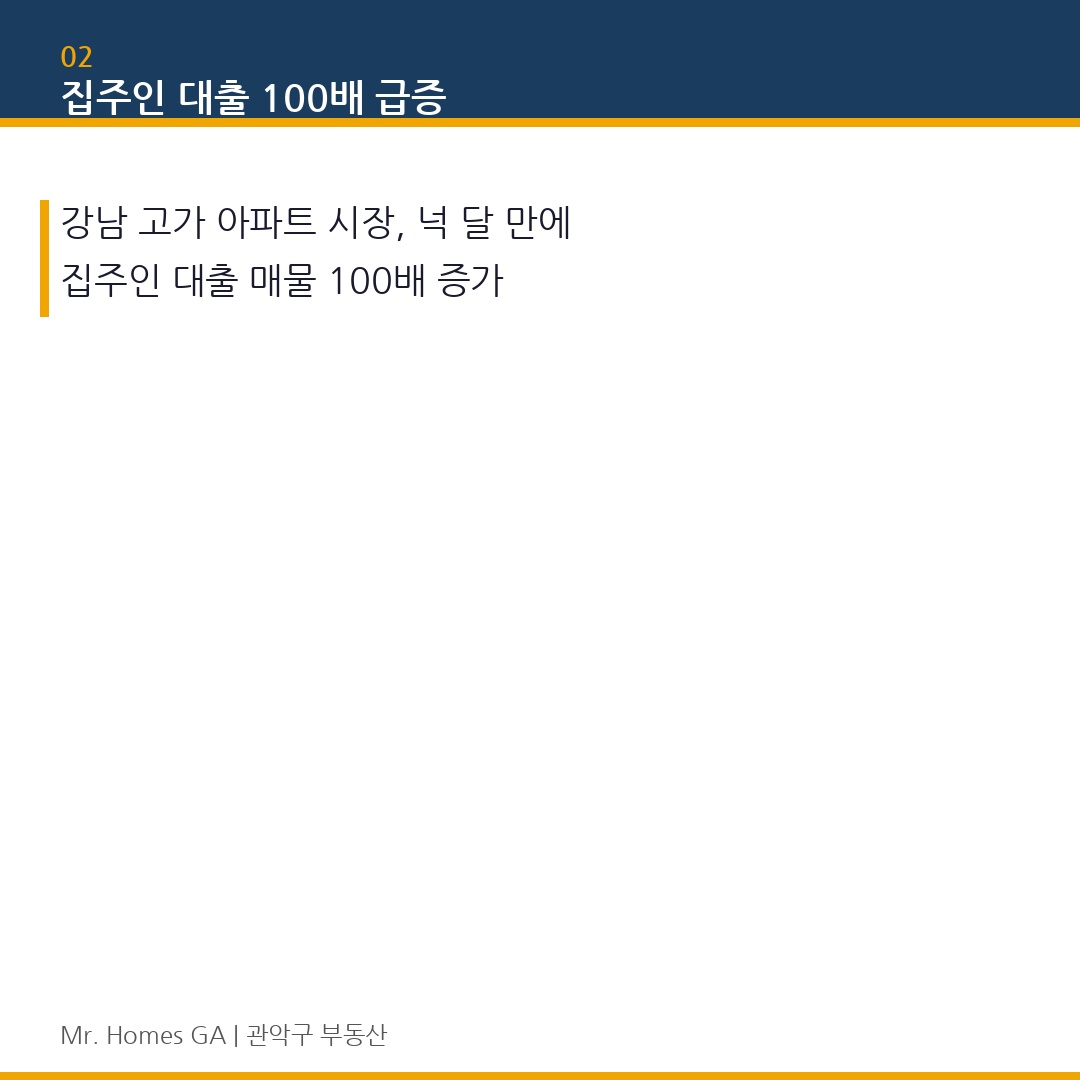 02
집주인 대출 100배 급증
강남 고가 아파트 시장, 넉 달 만에
집주인 대출 매물 100배 증가
Mr. Homes GA | 관악구 부동산